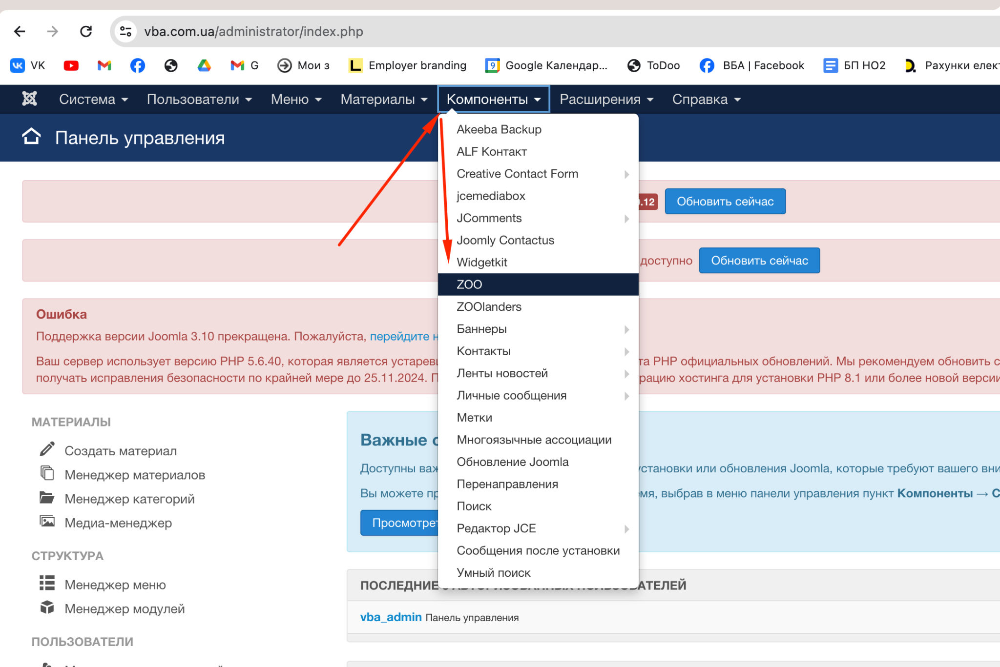 vba.com.ua/administrator/index.php
VK
G
Мои з
L
Employer branding
9
Google Календар...
ToDoo
ВБА | Facebook
БП НО2
Рахунки елек
Система
Пользователи
Меню
Материалы
Компоненты
Расширения
Справка
Панель управления
Akeeba Backup
ALF Контакт
Creative Contact Form
jcemediabox
.12
Обновить сейчас
JComments
Joomly Contactus
Widgetkit
доступно
Обновить сейчас
ZOO
ZOOlanders
Баннеры
Контакты
Ленты новостей
Личные сообщения
Метки
Многоязычные ассоциации
Обновление Joomla
Перенаправления
Поиск
Редактор JCE
Сообщения после установки
Умный поиск
Ошибка
Поддержка версии Joomla 3.10 прекращена. Пожалуйста, перейдите н
Ваш сервер использует версию PHP 5.6.40, которая является устарев та PHP официальных обновлений. Мы рекомендуем обновить с
получать исправления безопасности по крайней мере до 25.11.2024. П рацию хостинга для установки PHP 8.1 или более новой версии
МАТЕРИАЛЫ
Создать материал
Менеджер материалов
Менеджер категорий
Медиа-менеджер
СТРУКТУРА
Менеджер меню
Менеджер модулей
ПОЛЬЗОВАТЕЛИ
Важные с
Доступны важ установки или обновления Joomla, которые требуют вашего вни
Вы можете пр емя, выбрав в меню панели управления пункт Компоненты → С
Просмотрет
ПОСЛЕДНИЕ 5 АВТОРИЗОВАННЫХ ПОЛЬЗОВАТЕЛЕЙ
vba_admin Панель управления